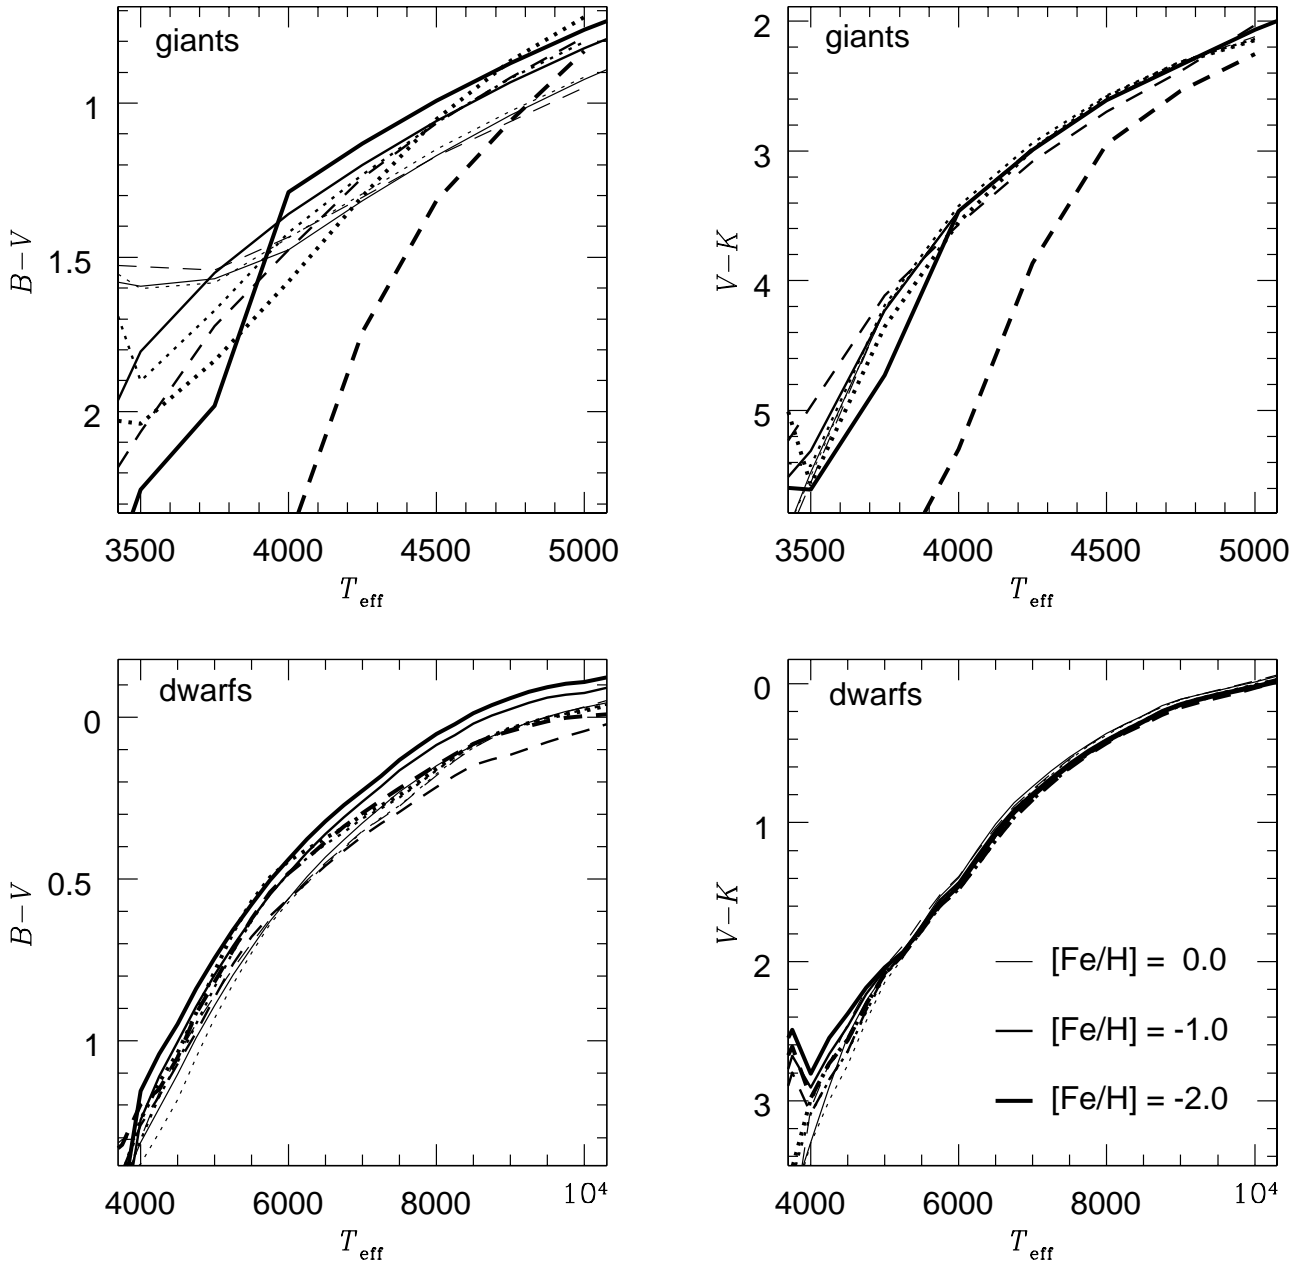 giants
1
1.5
2
B−V
3500 4000 4500 5000
T eff
giants
2
3
4
5
V−K
3500 4000 4500 5000
T eff
dwarfs
0
0.5
1
B−V
4000 6000 8000 10⁴
T eff
dwarfs
0
1
2
3
V−K
[Fe/H] = 0.0
[Fe/H] = -1.0
[Fe/H] = -2.0
4000 6000 8000 10⁴
T eff